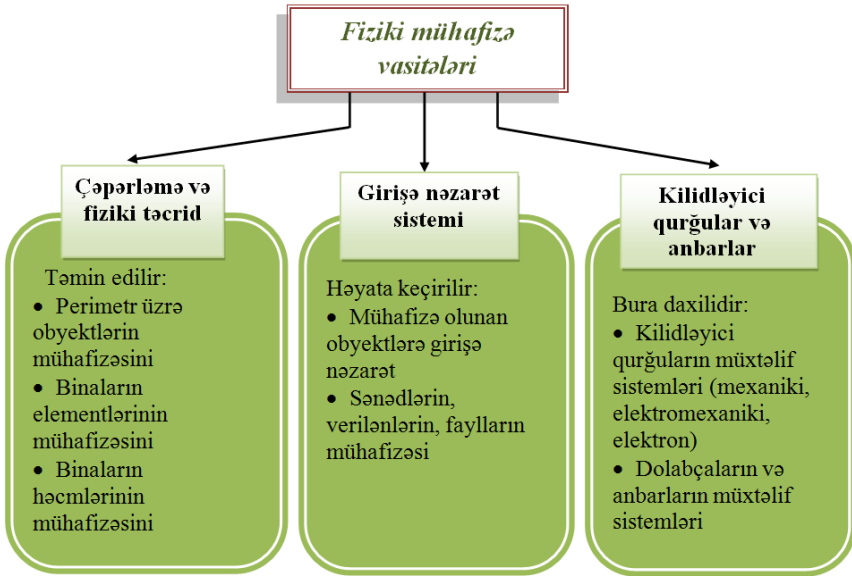 Fiziki mühafizə
vasitələri
Çəpərləmə və
fiziki təcrid
Təmin edilir:
• Perimetr üzrə
obyektlərin
mühafizəsini
• Binaların
elementlərinin
mühafizəsini
• Binaların
həcmlərinin
mühafizəsini
Girişə nəzarət
sistemi
Həyata keçirilir:
• Mühafizə olunan
obyektlərə girişə
nəzarət
• Sənədlərin,
verilənlərin, faylların
mühafizəsi
Kilidləyici
qurğular və
anbarlar
Bura daxilidir:
• Kilidləyici
qurğuların müxtəlif
sistemləri (mexaniki,
elektromexaniki,
elektron)
• Dolabçaların və
anbarların müxtəlif
sistemləri